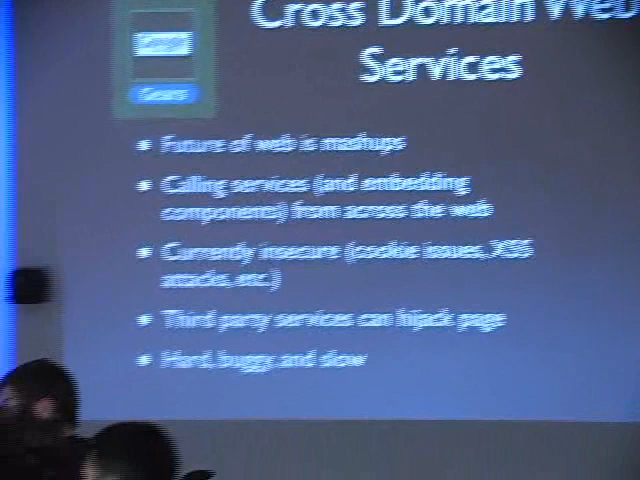 Cross Domain Web
Services
Gears
• Future of web is mashups
• Calling services (and embedding
components) from across the web
• Currently insecure (cookie issues, XSS
attacks, etc.)
• Third party services can hijack page
• Hard, buggy, and slow